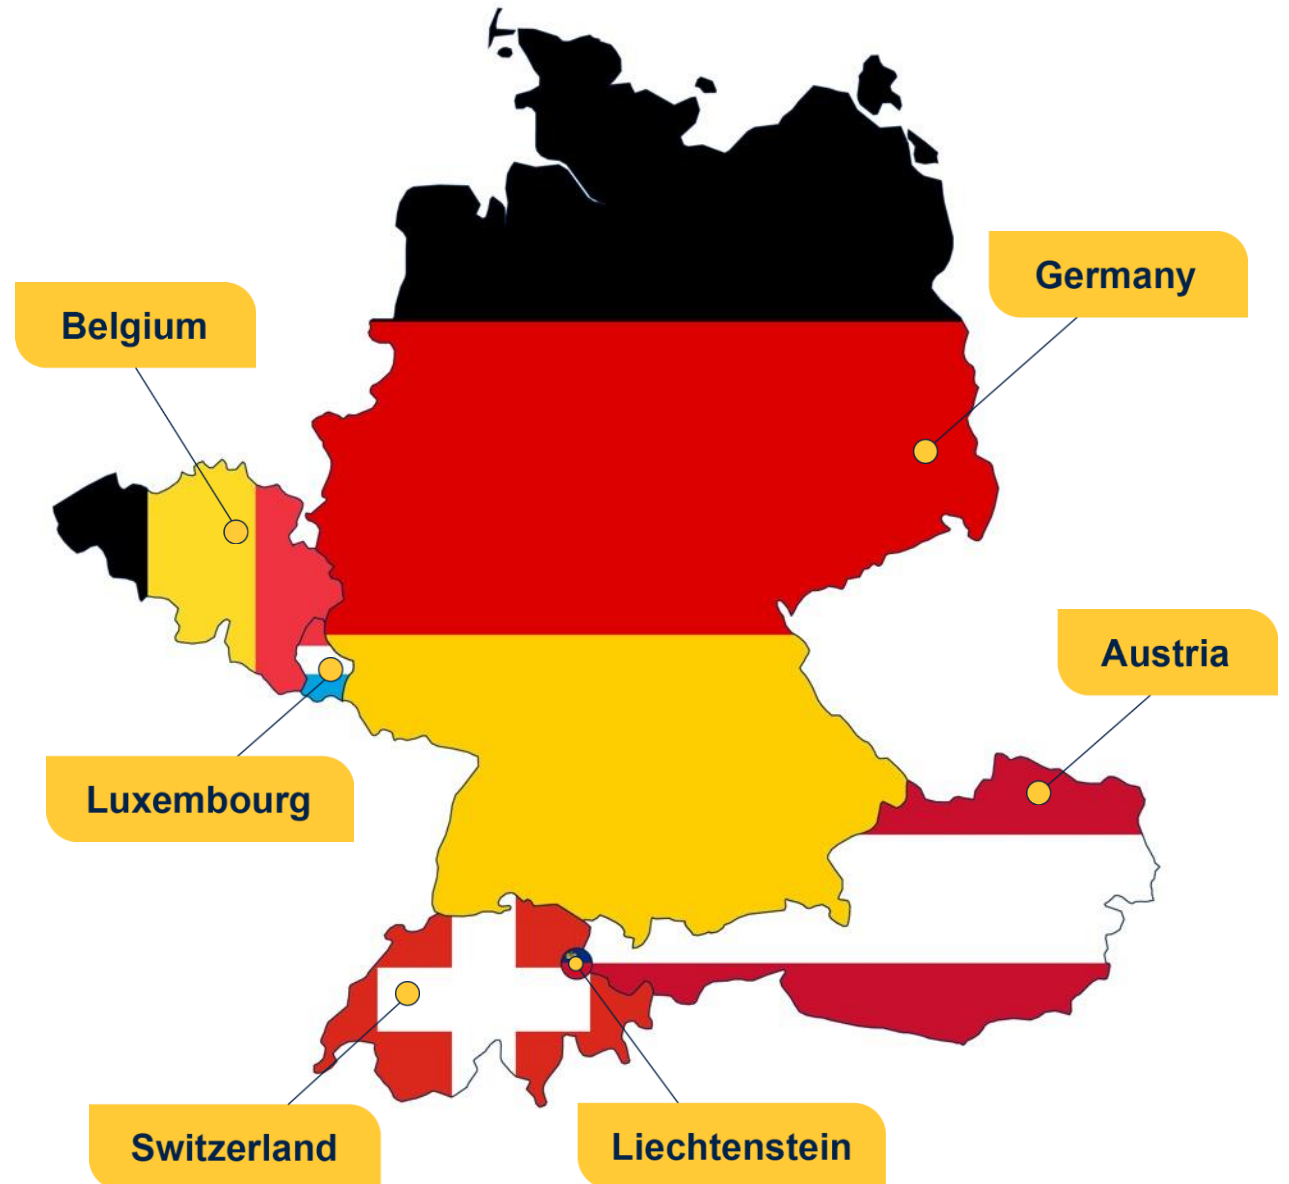 Germany
Belgium
Austria
Luxembourg
Switzerland
Liechtenstein